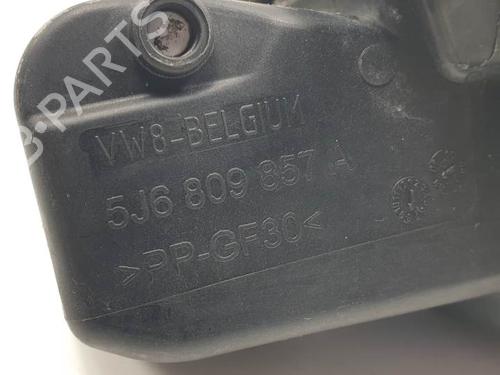 B-PARTS
VW8-BELGIUM
5J6 809 857 A
>PP-GF30<